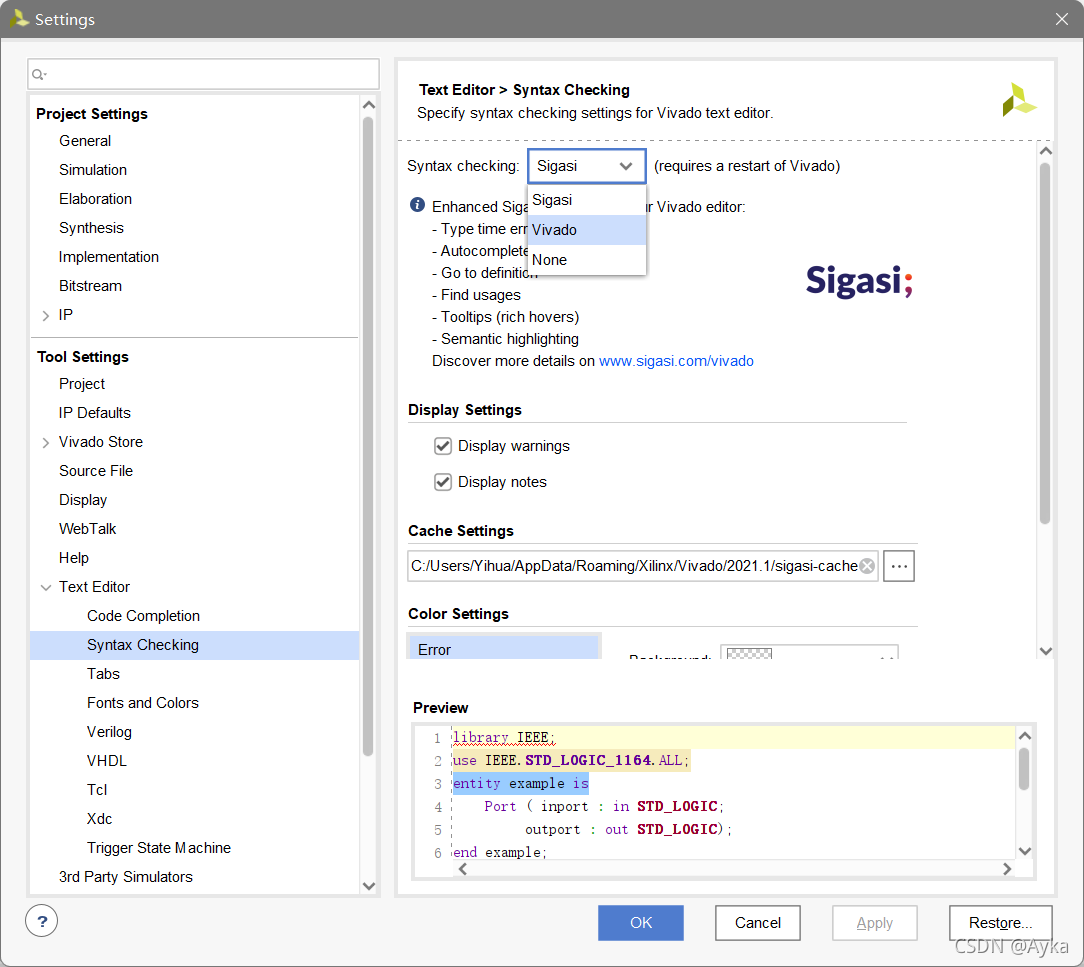 Settings
Project Settings
General
Simulation
Elaboration
Synthesis
Implementation
Bitstream
IP
Tool Settings
Project
IP Defaults
Vivado Store
Source File
Display
WebTalk
Help
Text Editor
Code Completion
Syntax Checking
Tabs
Fonts and Colors
Verilog
VHDL
Tcl
Xdc
Trigger State Machine
3rd Party Simulators
Text Editor > Syntax Checking
Specify syntax checking settings for Vivado text editor.
Syntax checking: Sigasi (requires a restart of Vivado)
Sigasi
Vivado
None
Enhanced Vivado editor:
- Type time
- Autocomplete
- Go to definition
- Find usages
- Tooltips (rich hovers)
- Semantic highlighting
Discover more details on www.sigasi.com/vivado
Sigasi;
Display Settings
Display warnings
Display notes
Cache Settings
C:/Users/Yihua/AppData/Roaming/Xilinx/Vivado/2021.1/sigasi-cache
...
Color Settings
Error
Background:
Preview
1 library IEEE;
2 use IEEE.STD_LOGIC_1164.ALL;
3 entity example is
4 Port ( inport : in STD_LOGIC;
5 outport : out STD_LOGIC);
6 end example;
?
OK
Cancel
Apply
Restore...
CSDN @Ayka